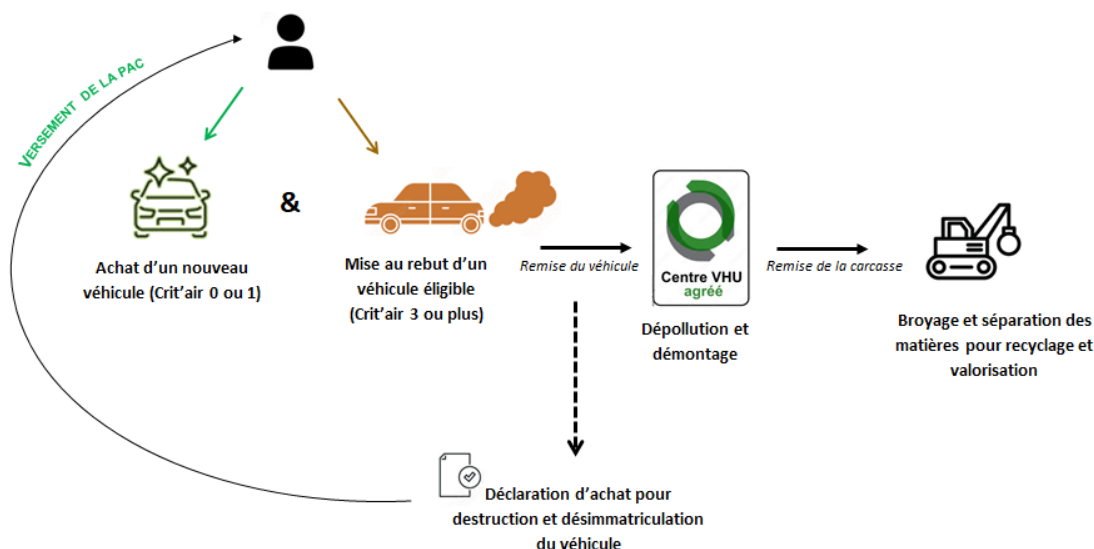 VERSEMENT DE LA PAC
&
Achat d'un nouveau
véhicule (Crit'air 0 ou 1)
Mise au rebut d'un
véhicule éligible
(Crit'air 3 ou plus)
Remise du véhicule
Centre VHU
agréé
Dépollution et
démontage
Remise de la carcasse
Broyage et séparation des
matières pour recyclage et
valorisation
Déclaration d'achat pour
destruction et désimmatriculation
du véhicule